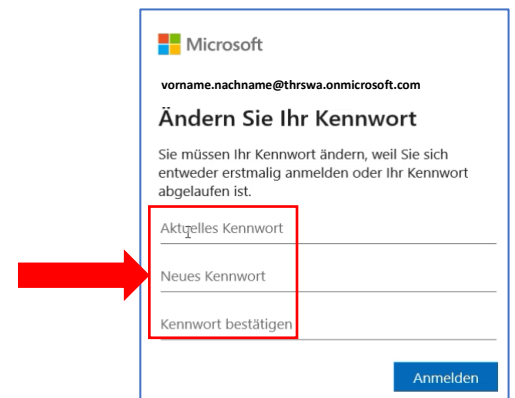 Microsoft
vorname.nachname@thrswa.onmicrosoft.com
Ändern Sie Ihr Kennwort
Sie müssen Ihr Kennwort ändern, weil Sie sich
entweder erstmalig anmelden oder Ihr Kennwort
abgelaufen ist.
Aktuelles Kennwort
Neues Kennwort
Kennwort bestätigen
Anmelden